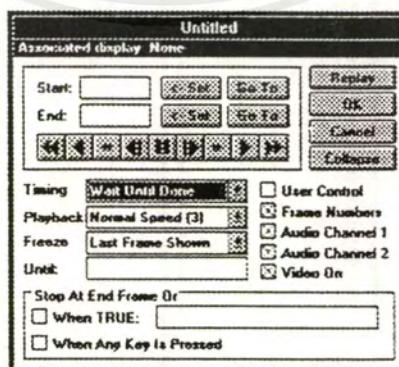 Untitled
Associated display None
Start: <-Set Go To Replay
End: <-Set Go To OK
Cancel
Collapse
Timing Wait Until Done User Control
Playback Normal Speed (3) Frame Numbers
Freeze Last Frame Shown Audio Channel 1
Until: Audio Channel 2
Video On
Stop At End Frame Or
When TRUE:
When Any Key Is Pressed